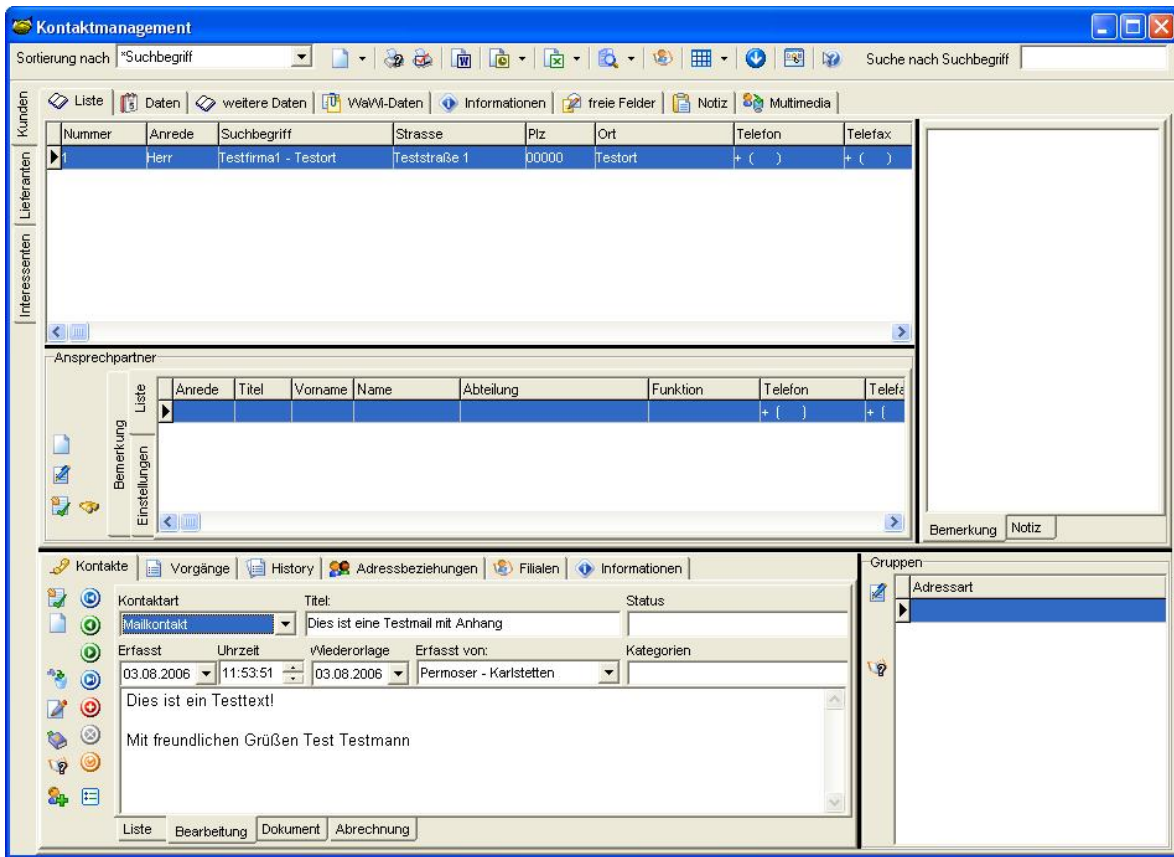 Kontaktmanagement
Sortierung nach *Suchbegriff Suche nach Suchbegriff
Kunden
Lieferanten
Interessenten
Liste Daten weitere Daten WaWi-Daten Informationen freie Felder Notiz Multimedia
Nummer Anrede Suchbegriff Strasse Plz Ort Telefon Telefax
1 Herr Testfirma1 - Testort Teststraße 1 00000 Testort + ( ) + ( )
Ansprechpartner
Bemerkung
Liste
Einstellungen
Anrede Titel Vorname Name Abteilung Funktion Telefon Telefa
+ ( ) + (
Bemerkung Notiz
Kontakte Vorgänge History Adressbeziehungen Filialen Informationen
Kontaktart Titel: Status
Mailkontakt Dies ist eine Testmail mit Anhang
Erfasst Uhrzeit Wiedervorlage Erfasst von: Kategorien
03.08.2006 11:53:51 03.08.2006 Permoser - Karlstetten
Dies ist ein Testtext!
Mit freundlichen Grüßen Test Testmann
Liste Bearbeitung Dokument Abrechnung
Gruppen
Adressart